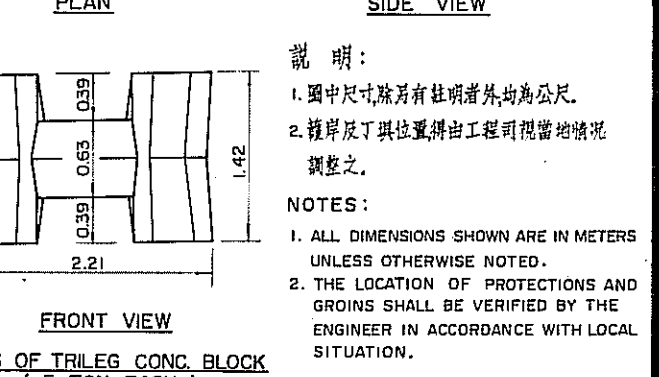 PLAN
SIDE VIEW
0.39
0.63
0.39
1.42
2.21
FRONT VIEW
OF TRILEG CONC. BLOCK
説 明:
1. 圖中尺寸,除另有註明者外,均為公尺.
2. 護岸及丁壩位置,得由工程司視當地情況
調整之.
NOTES:
1. ALL DIMENSIONS SHOWN ARE IN METERS
UNLESS OTHERWISE NOTED.
2. THE LOCATION OF PROTECTIONS AND
GROINS SHALL BE VERIFIED BY THE
ENGINEER IN ACCORDANCE WITH LOCAL
SITUATION.